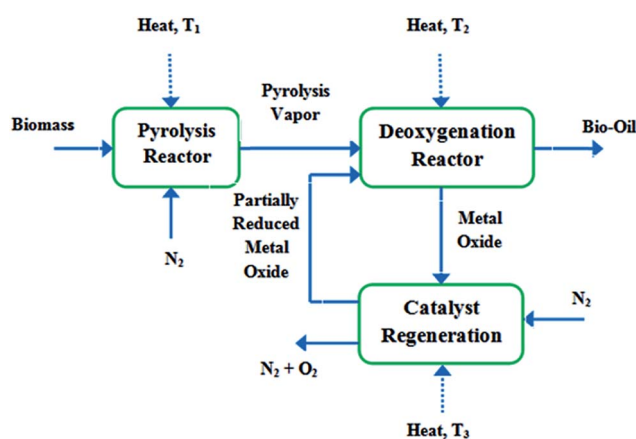 Heat, T₁
Heat, T₂
Biomass
Pyrolysis
Reactor
Pyrolysis
Vapor
Deoxygenation
Reactor
Bio-Oil
N₂
Partially
Reduced
Metal
Oxide
Metal
Oxide
Catalyst
Regeneration
N₂
N₂ + O₂
Heat, T₃